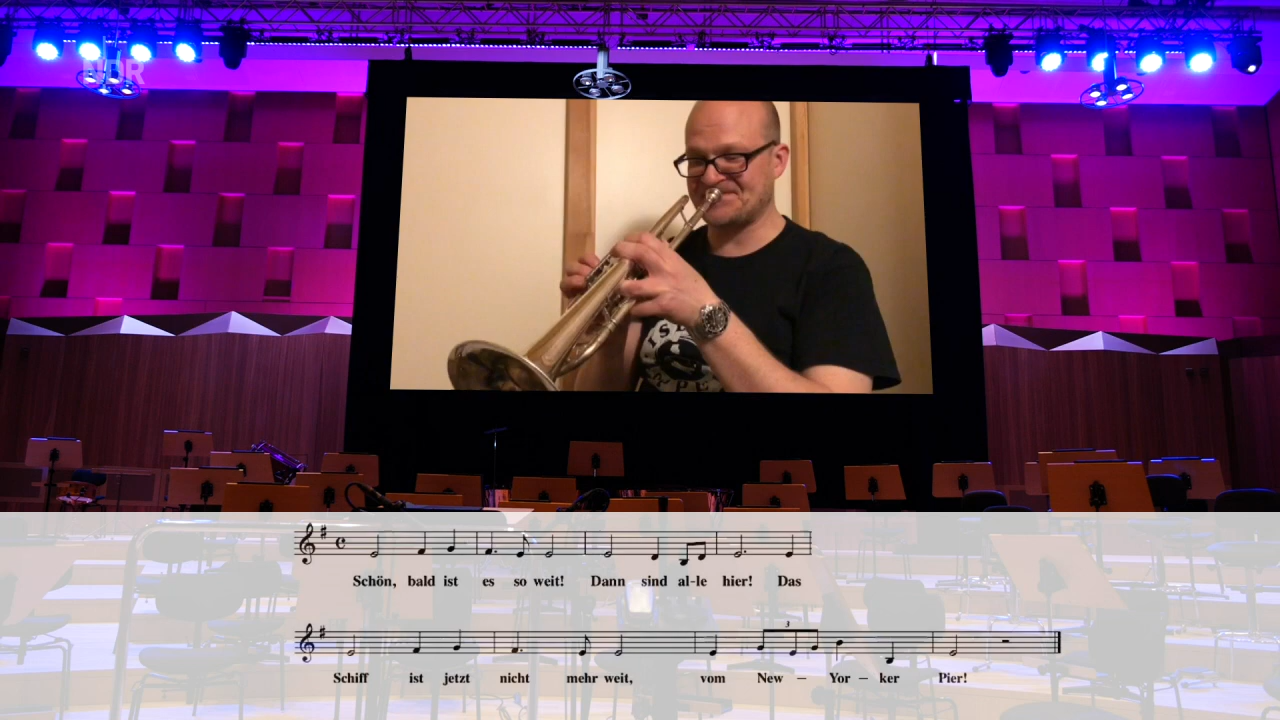 NDR
Schön, bald ist es so weit! Dann sind al-le hier! Das
3
Schiff ist jetzt nicht mehr weit, vom New – Yor – ker Pier!